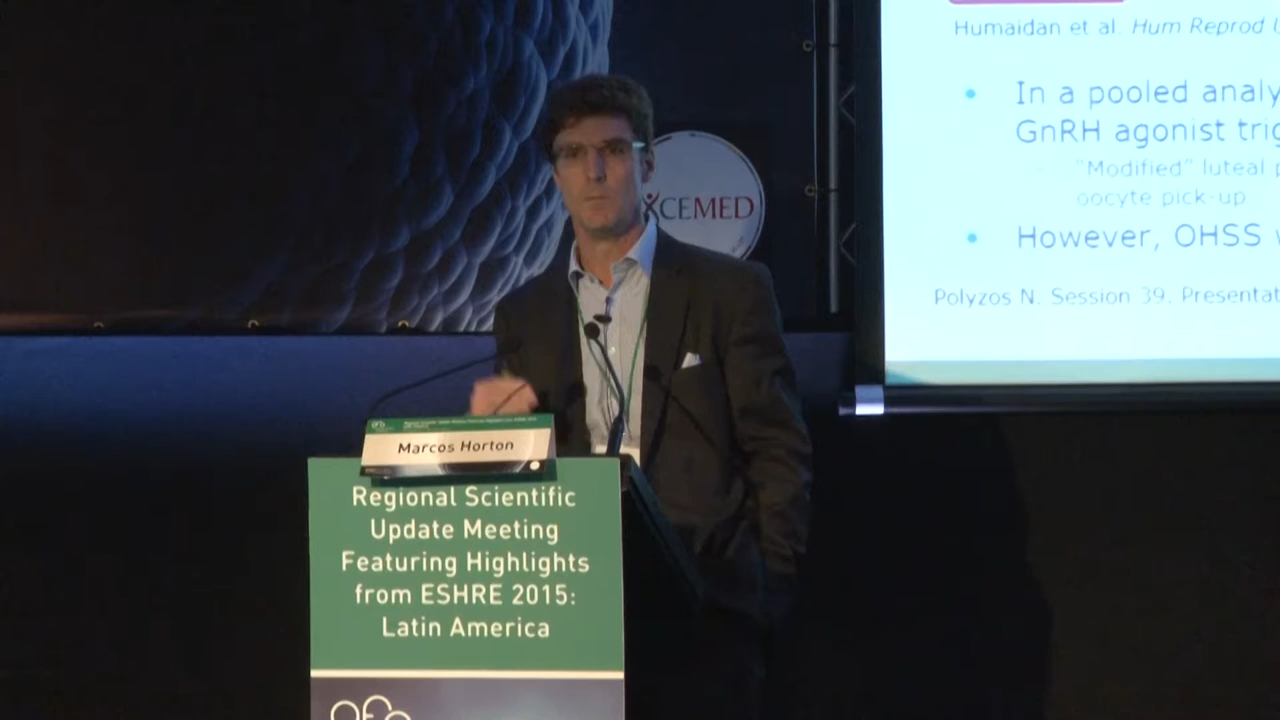 Humaidan et al. Hum Reprod
In a pooled analy
GnRH agonist trig
"Modified" luteal
oocyte pick-up
However, OHSS
Polyzos N. Session 39. Presentat
XCEMED
Marcos Horton
Regional Scientific
Update Meeting
Featuring Highlights
from ESHRE 2015:
Latin America